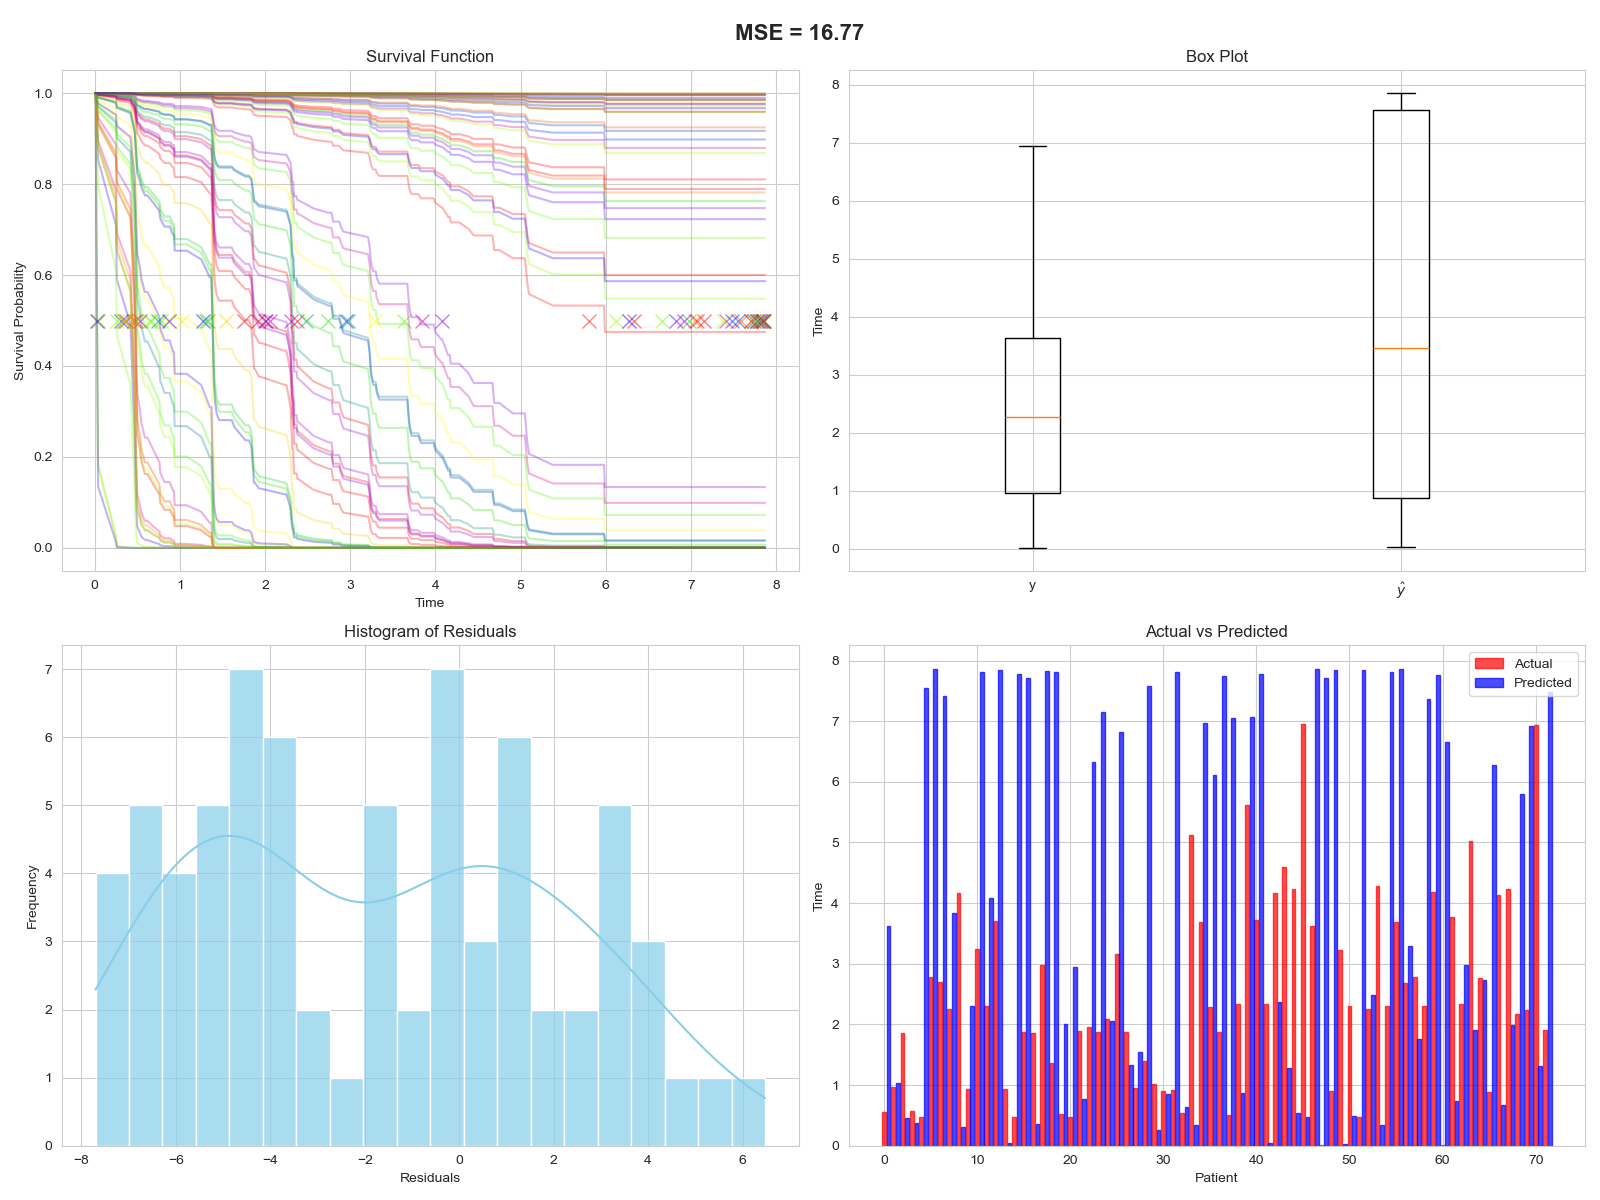 MSE = 16.77
Survival Function
Survival Probability
1.0
0.8
0.6
0.4
0.2
0.0
0 1 2 3 4 5 6 7 8
Time
Box Plot
Time
8
7
6
5
4
3
2
1
0
y ŷ
Histogram of Residuals
Frequency
7
6
5
4
3
2
1
0
−8 −6 −4 −2 0 2 4 6
Residuals
Actual vs Predicted
Actual
Predicted
Time
8
7
6
5
4
3
2
1
0
0 10 20 30 40 50 60 70
Patient